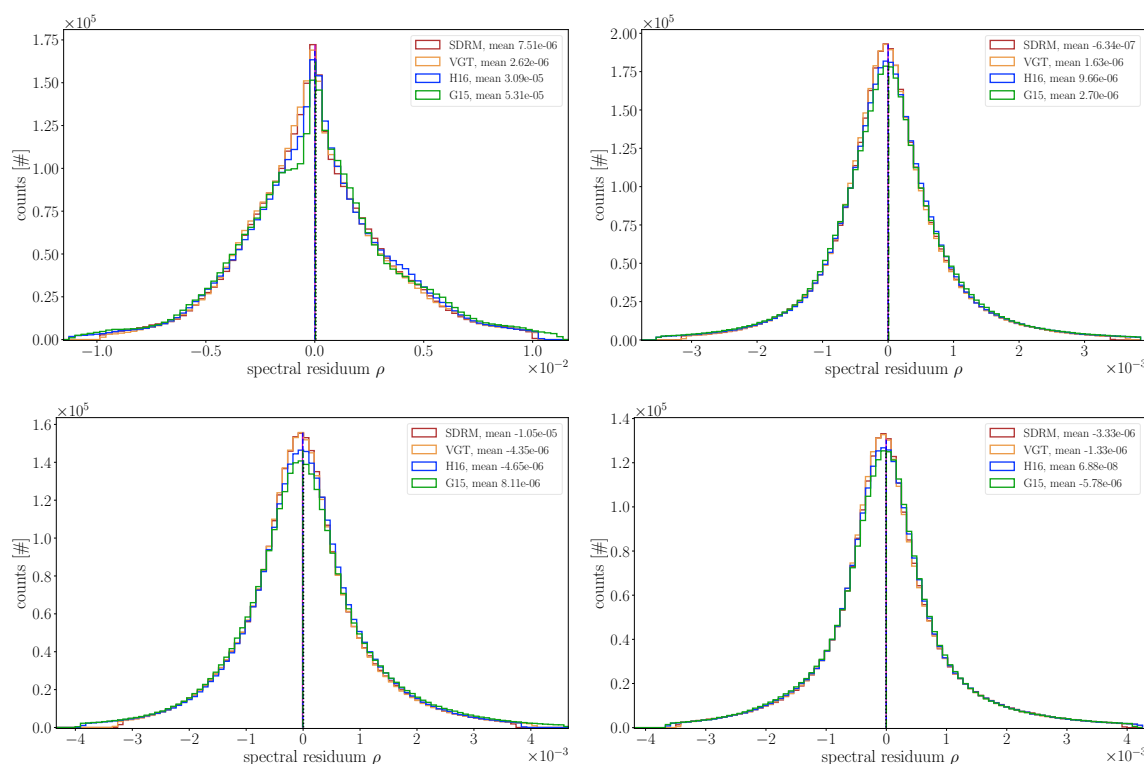 ×10⁵
counts [#]
1.75
1.50
1.25
1.00
0.75
0.50
0.25
0.00
SDRM, mean 7.51e-06
VGT, mean 2.62e-06
H16, mean 3.09e-05
G15, mean 5.31e-05
−1.0 −0.5 0.0 0.5 1.0
spectral residuum ρ
×10⁻²
×10⁵
counts [#]
2.00
1.75
1.50
1.25
1.00
0.75
0.50
0.25
0.00
SDRM, mean -6.34e-07
VGT, mean 1.63e-06
H16, mean 9.66e-06
G15, mean 2.70e-06
−3 −2 −1 0 1 2 3
spectral residuum ρ
×10⁻³
×10⁵
counts [#]
1.6
1.4
1.2
1.0
0.8
0.6
0.4
0.2
0.0
SDRM, mean -1.05e-05
VGT, mean -4.35e-06
H16, mean -4.65e-06
G15, mean 8.11e-06
−4 −3 −2 −1 0 1 2 3 4
spectral residuum ρ
×10⁻³
×10⁵
counts [#]
1.4
1.2
1.0
0.8
0.6
0.4
0.2
0.0
SDRM, mean -3.33e-06
VGT, mean -1.33e-06
H16, mean 6.88e-08
G15, mean -5.78e-06
−4 −3 −2 −1 0 1 2 3 4
spectral residuum ρ
×10⁻³